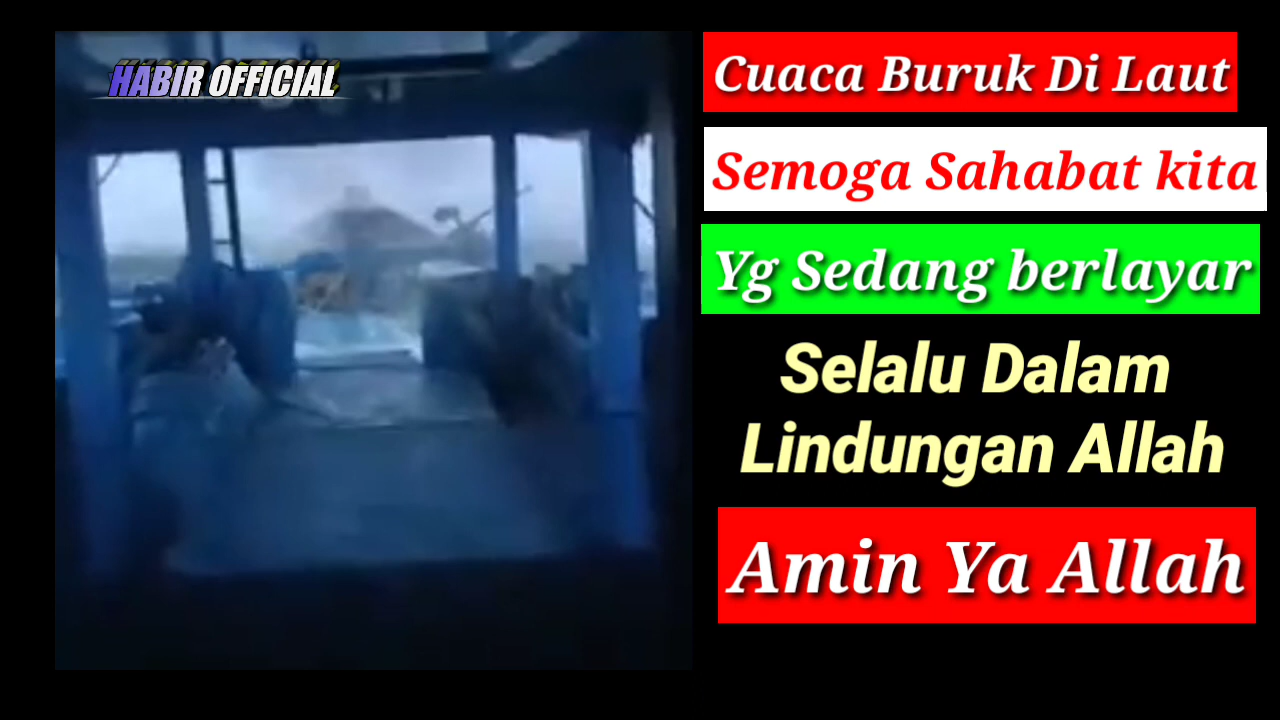 HABIR OFFICIAL
Cuaca Buruk Di Laut
Semoga Sahabat kita
Yg Sedang berlayar
Selalu Dalam
Lindungan Allah
Amin Ya Allah